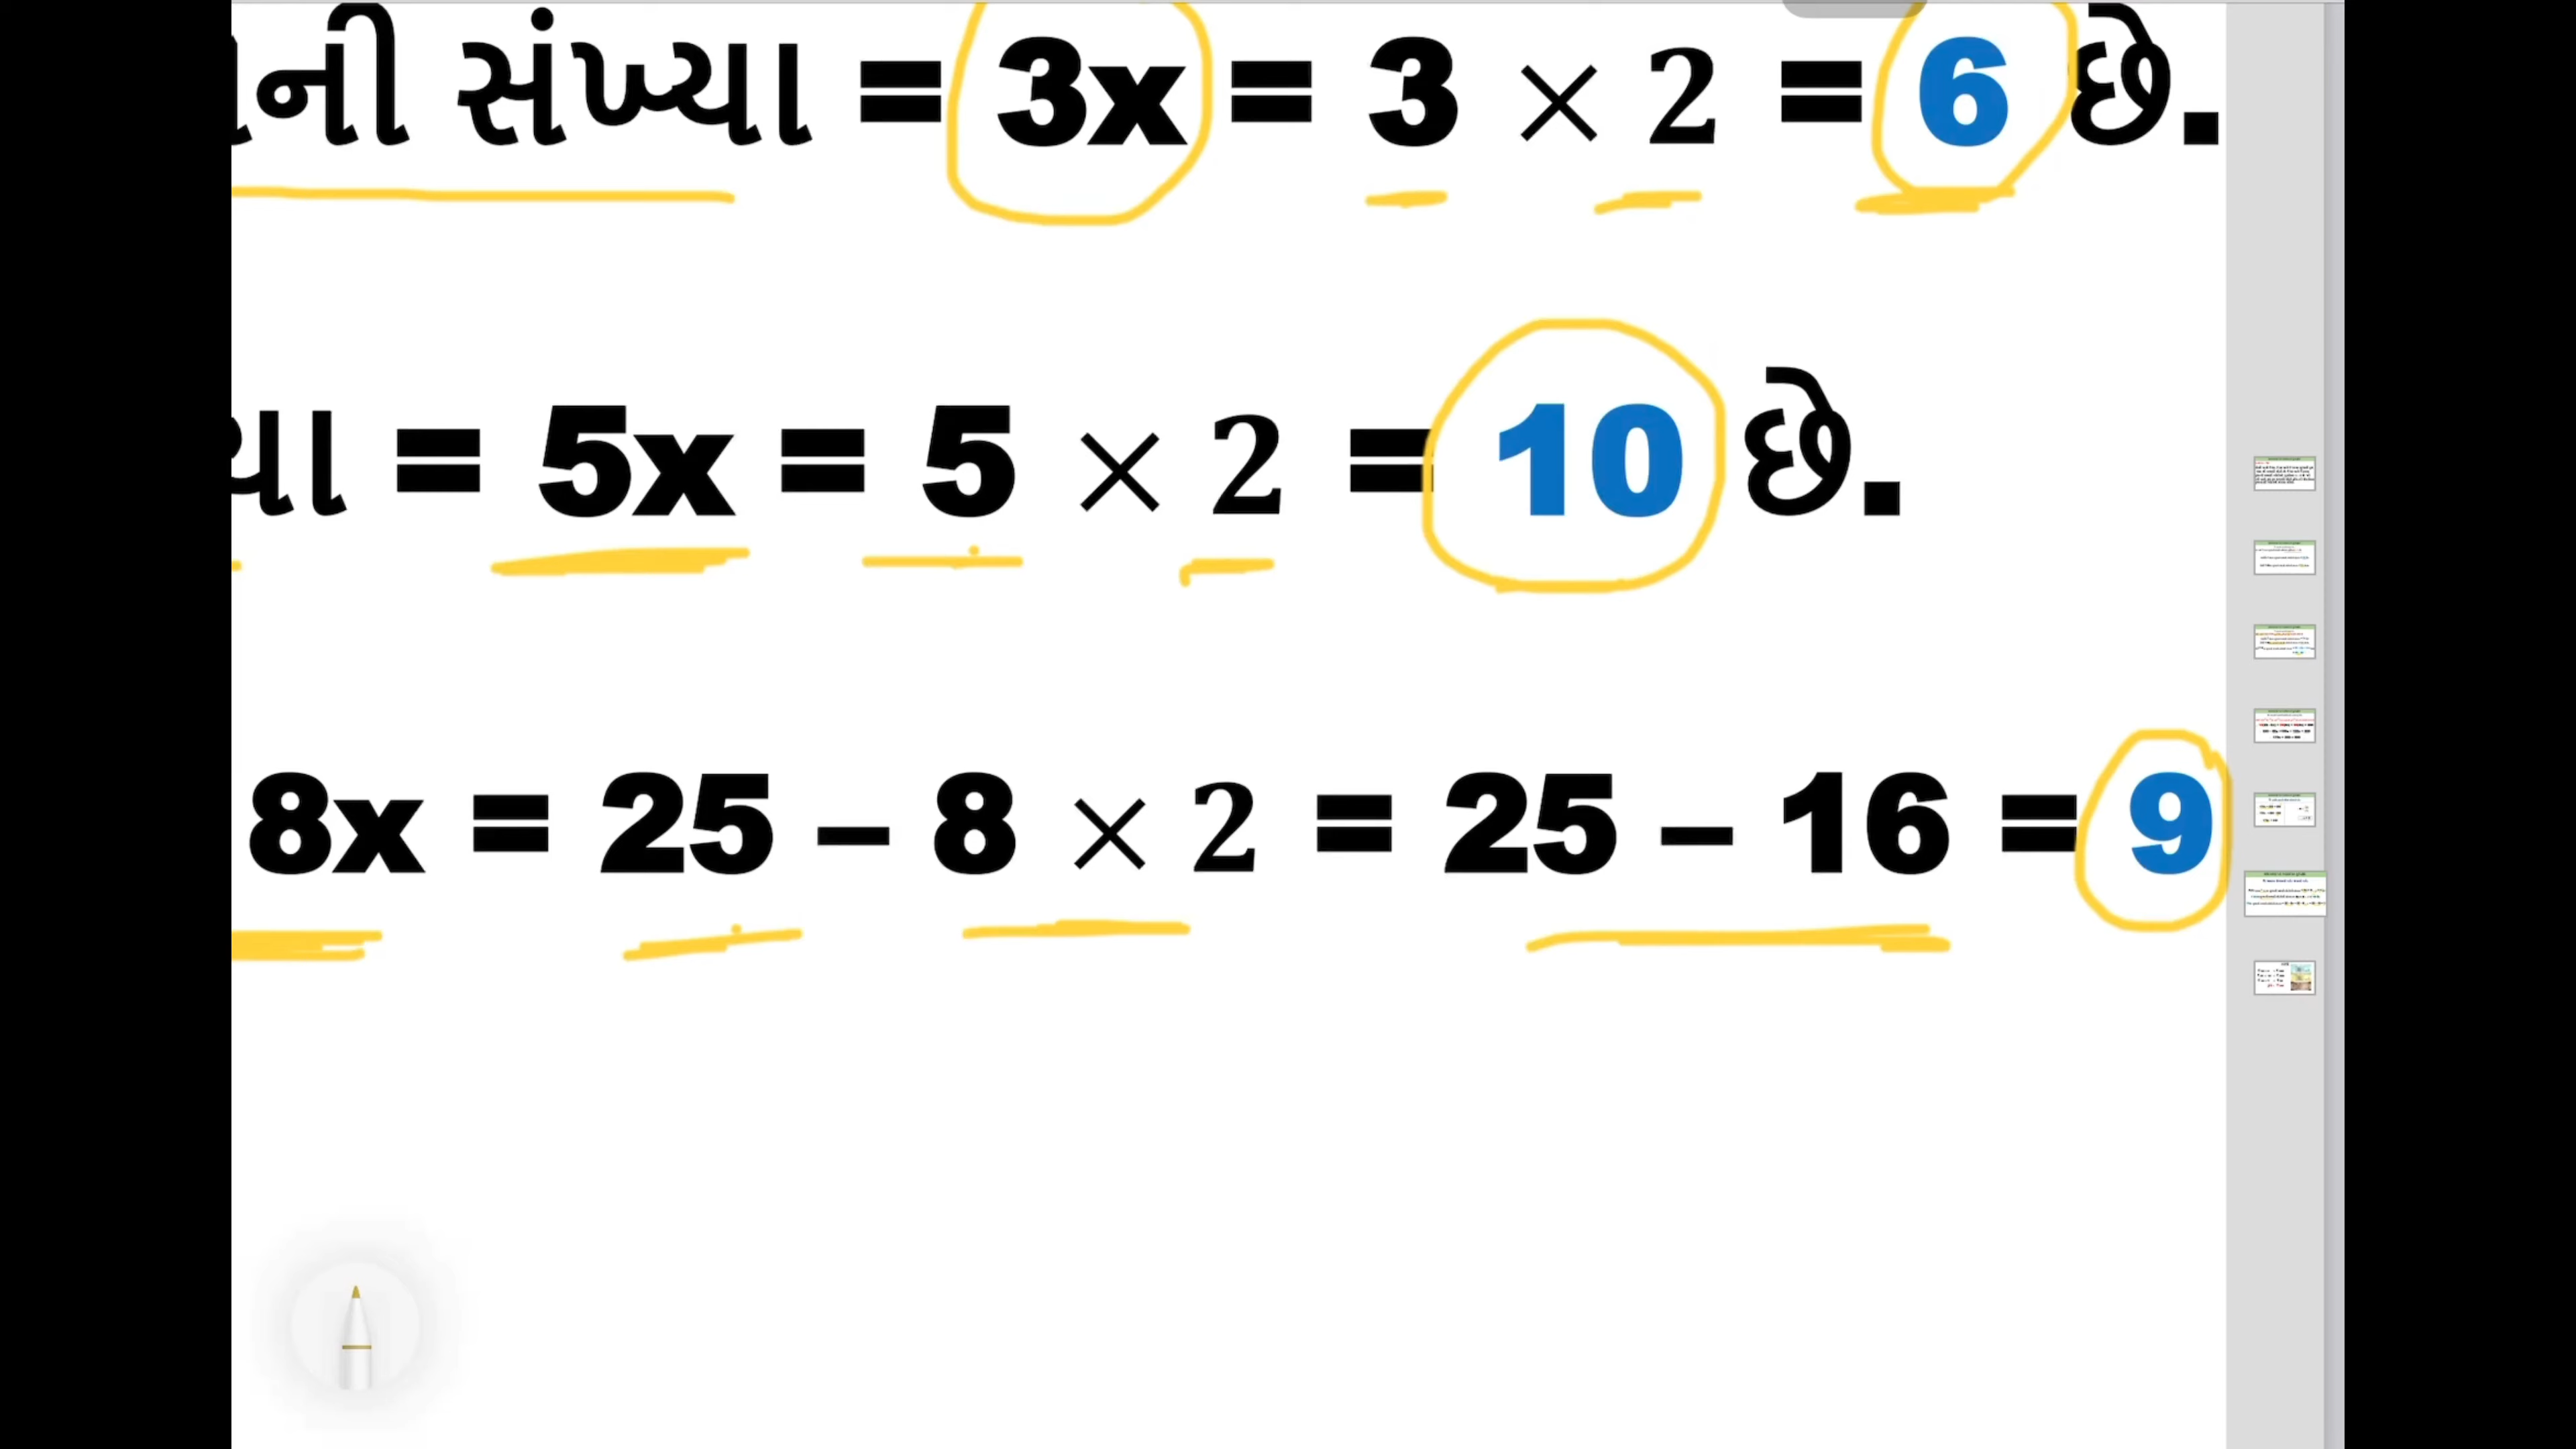 સંખ્યા = 3x = 3 × 2 = 6 છે.
= 5x = 5 × 2 = 10 છે.
8x = 25 – 8 × 2 = 25 – 16 = 9